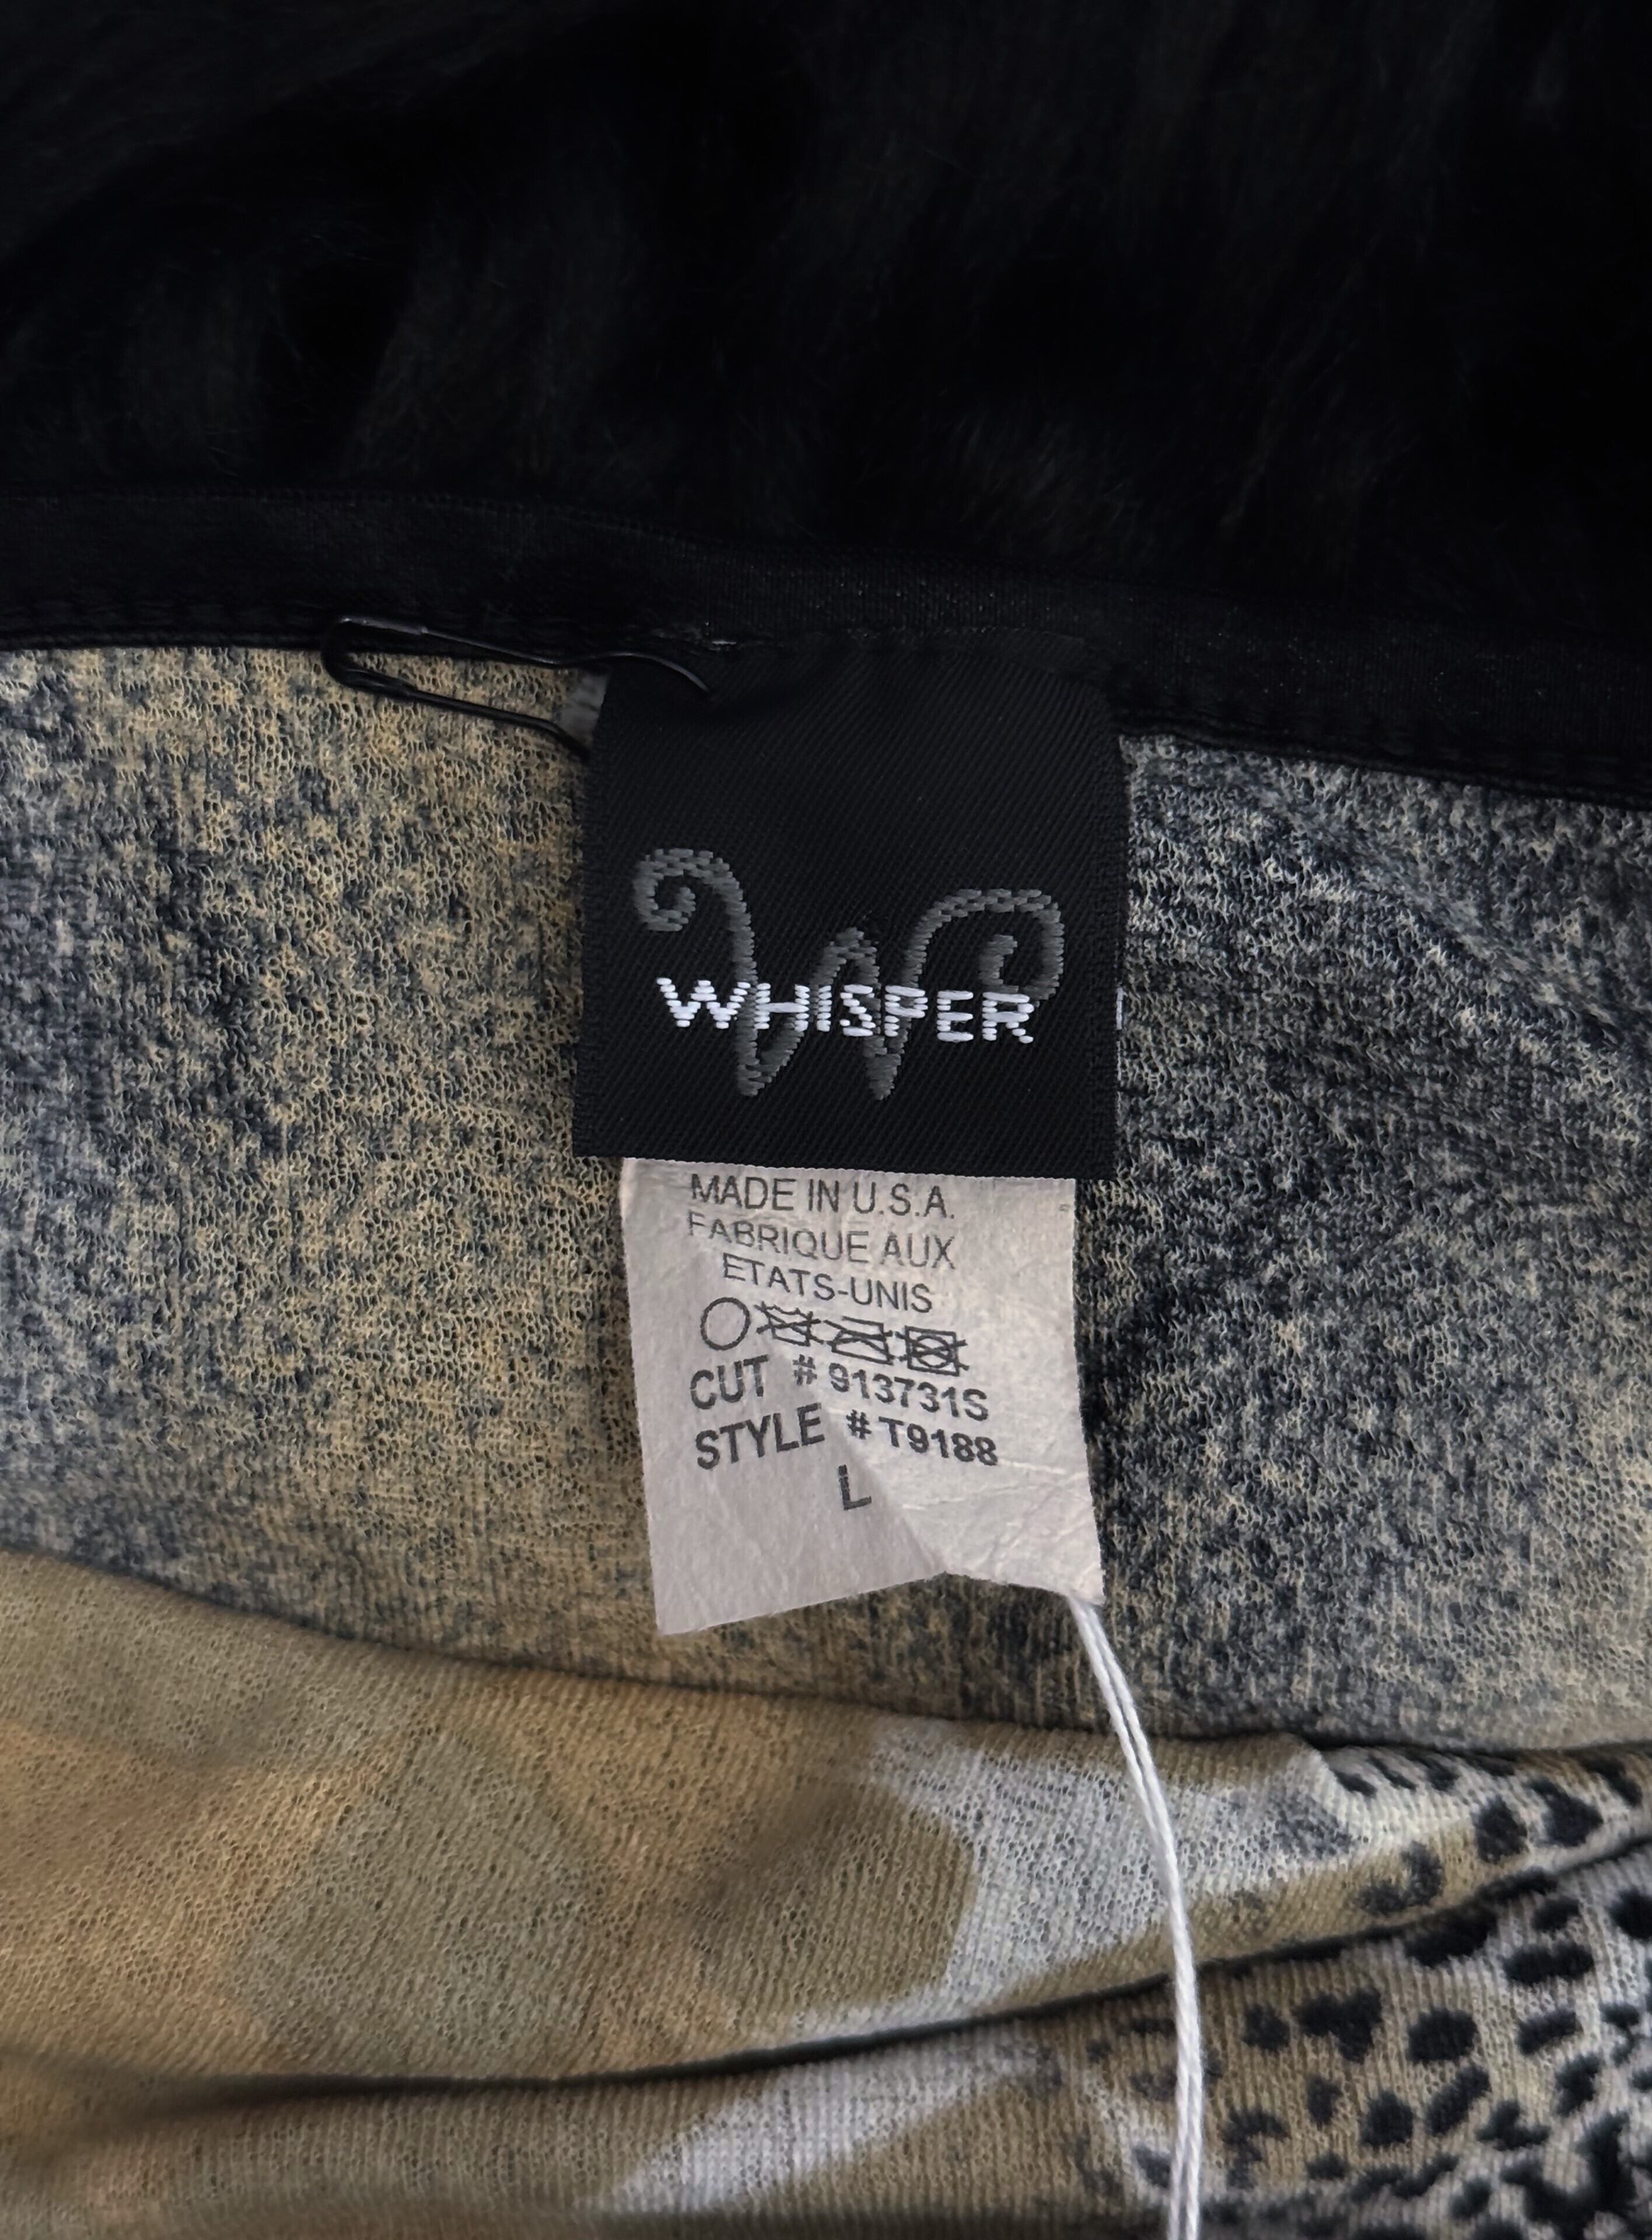 W
WHISPER
MADE IN U.S.A.
FABRIQUE AUX
ETATS-UNIS
CUT # 913731S
STYLE # T9188
L